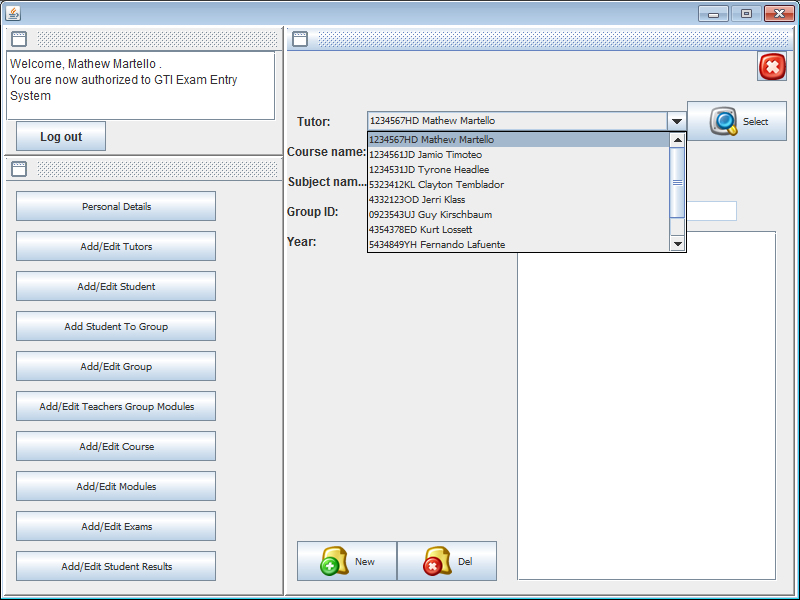 Welcome, Mathew Martello .
You are now authorized to GTI Exam Entry
System
Log out
Personal Details
Add/Edit Tutors
Add/Edit Student
Add Student To Group
Add/Edit Group
Add/Edit Teachers Group Modules
Add/Edit Course
Add/Edit Modules
Add/Edit Exams
Add/Edit Student Results
Tutor:
1234567HD Mathew Martello
Select
1234567HD Mathew Martello
1234561JD Jamio Timoteo
1234531JD Tyrone Headlee
5323412KL Clayton Temblador
4332123OD Jerri Klass
0923543UJ Guy Kirschbaum
4354378ED Kurt Lossett
5434849YH Fernando Lafuente
Course name:
Subject nam...
Group ID:
Year:
New
Del